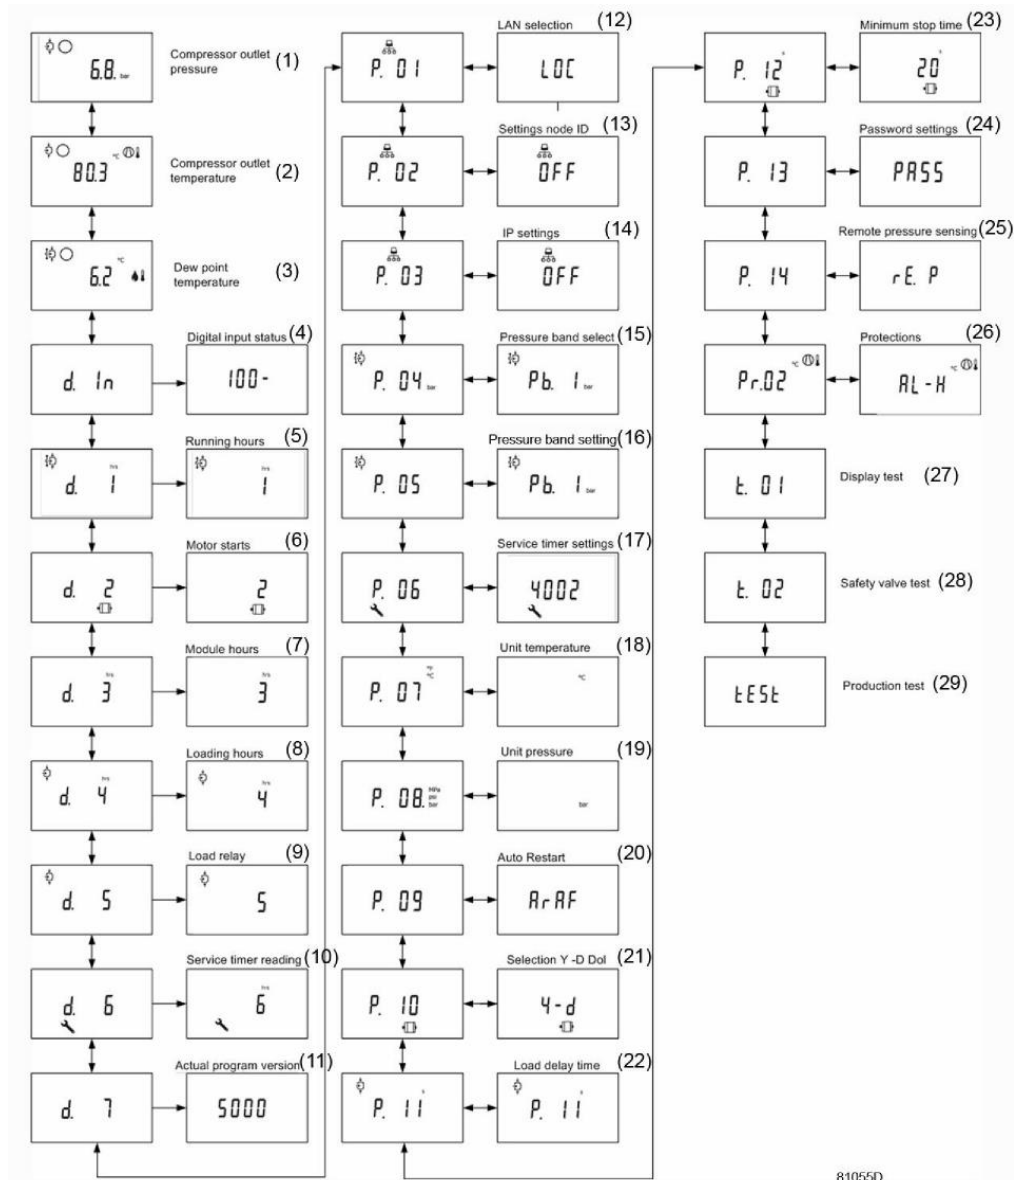 6.8. bar
Compressor outlet
pressure
(1)
80.3 °C
Compressor outlet
temperature
(2)
6.2 °C
Dew point
temperature
(3)
d. In
Digital input status (4)
100-
d. 1 hrs
Running hours (5)
1 hrs
d. 2
Motor starts (6)
2
d. 3 hrs
Module hours (7)
3 hrs
d. 4 hrs
Loading hours (8)
4 hrs
d. 5
Load relay (9)
5
d. 6
Service timer reading (10)
6 hrs
d. 7
Actual program version (11)
5000
P. 01
LAN selection (12)
LOC
P. 02
Settings node ID (13)
OFF
P. 03
IP settings (14)
OFF
P. 04 bar
Pressure band select (15)
Pb. 1 bar
P. 05
Pressure band setting (16)
Pb. 1 bar
P. 06
Service timer settings (17)
4002
P. 07 °F °C
Unit temperature (18)
°C
P. 08. MPa psi bar
Unit pressure (19)
bar
P. 09
Auto Restart (20)
ArAF
P. 10
Selection Y -D Dol (21)
Y-d
P. 11 s
Load delay time (22)
P. 11 s
P. 12 s
Minimum stop time (23)
20 s
P. 13
Password settings (24)
PASS
P. 14
Remote pressure sensing (25)
rE. P
Pr.02 °C
Protections (26)
AL-H °C
t. 01
Display test (27)
t. 02
Safety valve test (28)
tESt
Production test (29)
81055D